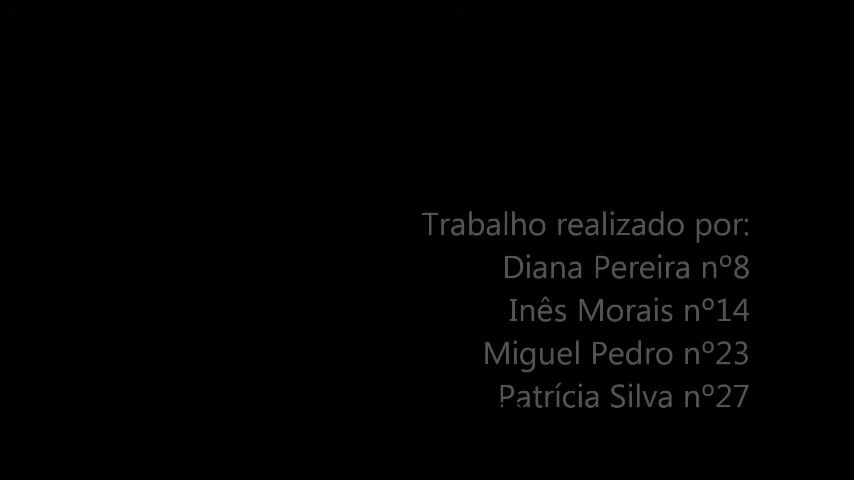 Trabalho realizado por:
Diana Pereira nº8
Inês Morais nº14
Miguel Pedro nº23
Patrícia Silva nº27